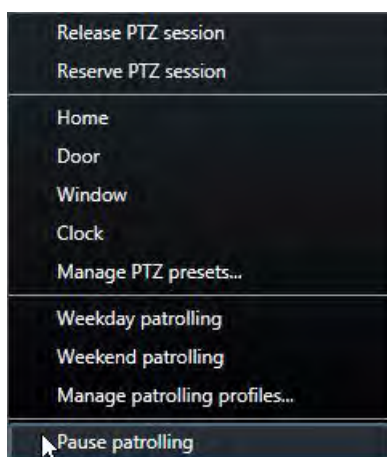 Release PTZ session
Reserve PTZ session
Home
Door
Window
Clock
Manage PTZ presets...
Weekday patrolling
Weekend patrolling
Manage patrolling profiles...
Pause patrolling